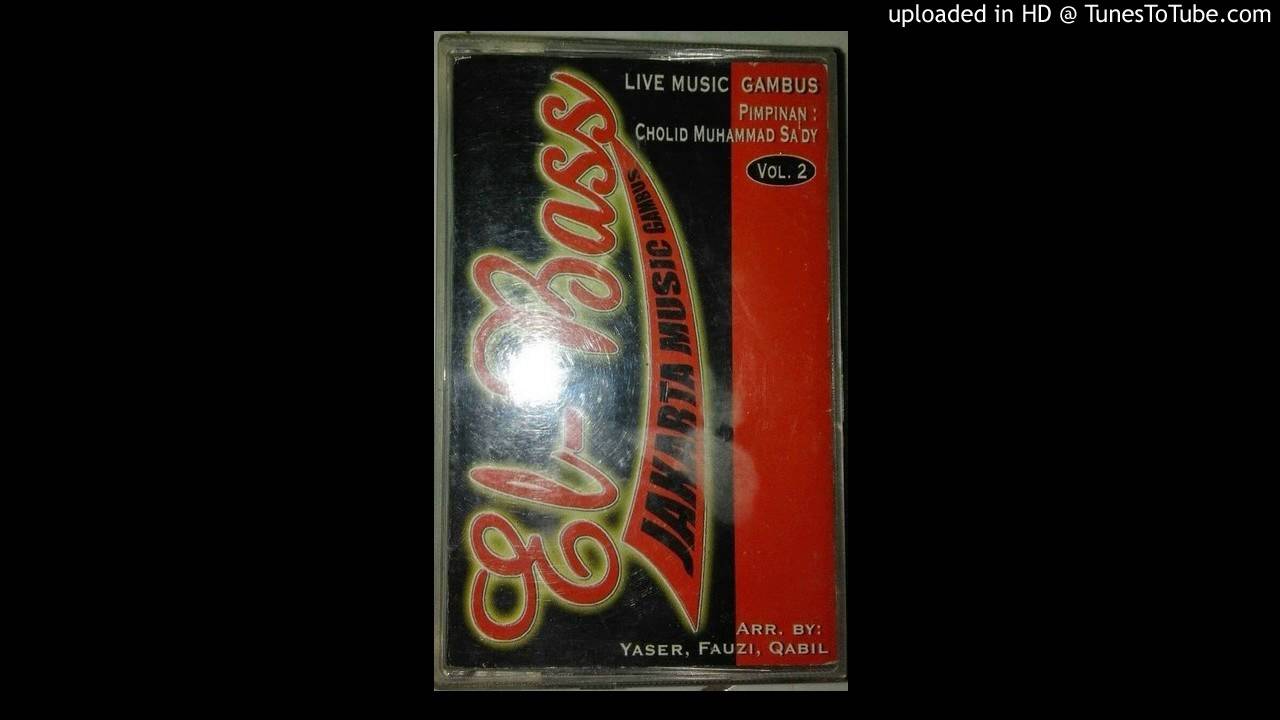 uploaded in HD @ TunesToTube.com
LIVE MUSIC GAMBUS
PIMPINAN :
CHOLID MUHAMMAD SA'DY
VOL. 2
El-Bass
JAKARTA MUSIC GAMBUS
ARR. BY:
YASER, FAUZI, QABIL